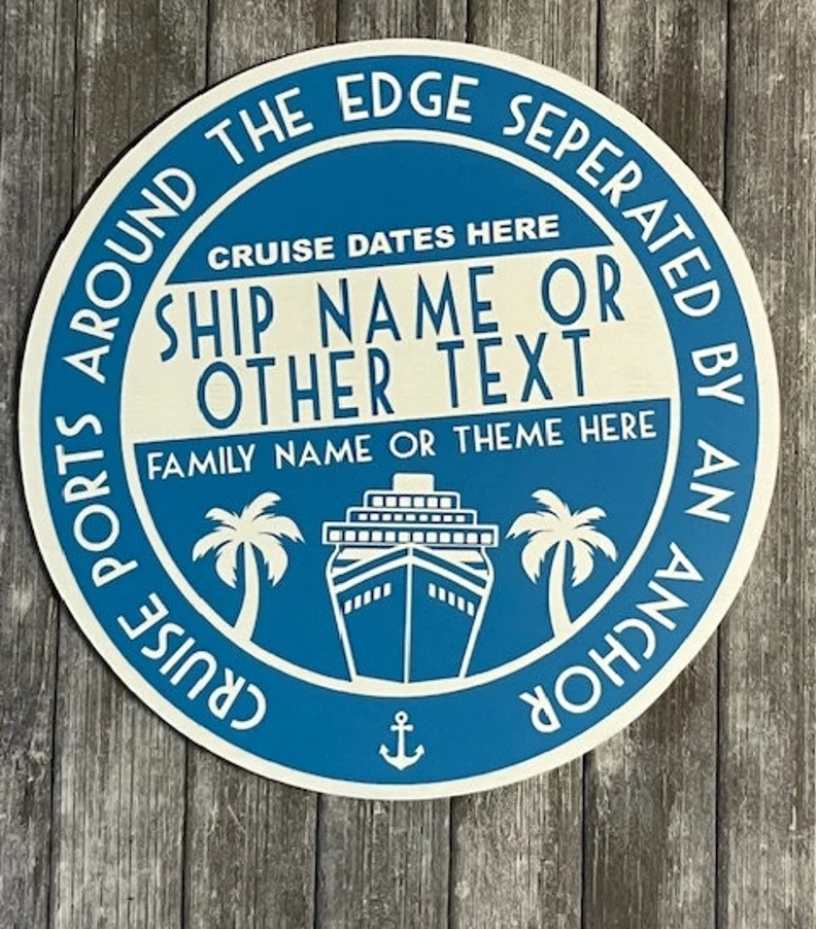 CRUISE PORTS AROUND THE EDGE SEPERATED BY AN ANCHOR
CRUISE DATES HERE
SHIP NAME OR
OTHER TEXT
FAMILY NAME OR THEME HERE